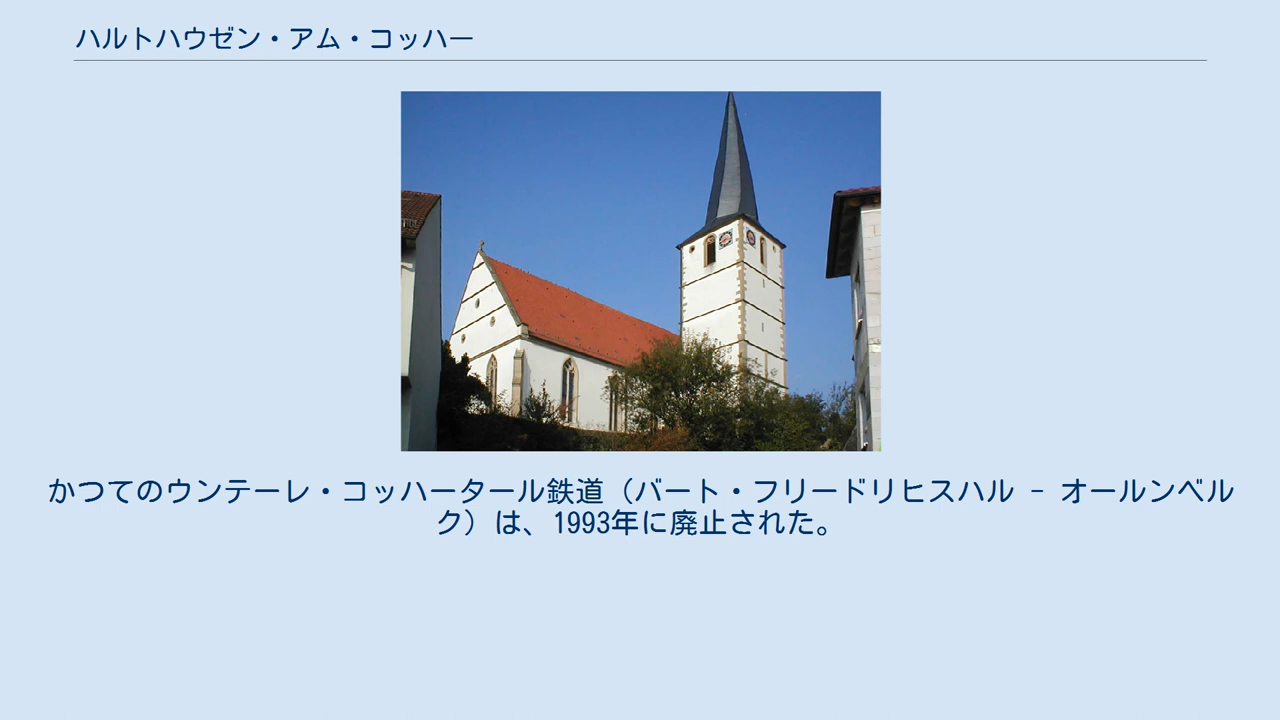 ハルトハウゼン・アム・コッハー
かつてのウンテーレ・コッハータール鉄道（バート・フリードリヒスハル － オールンベル
ク）は、1993年に廃止された。